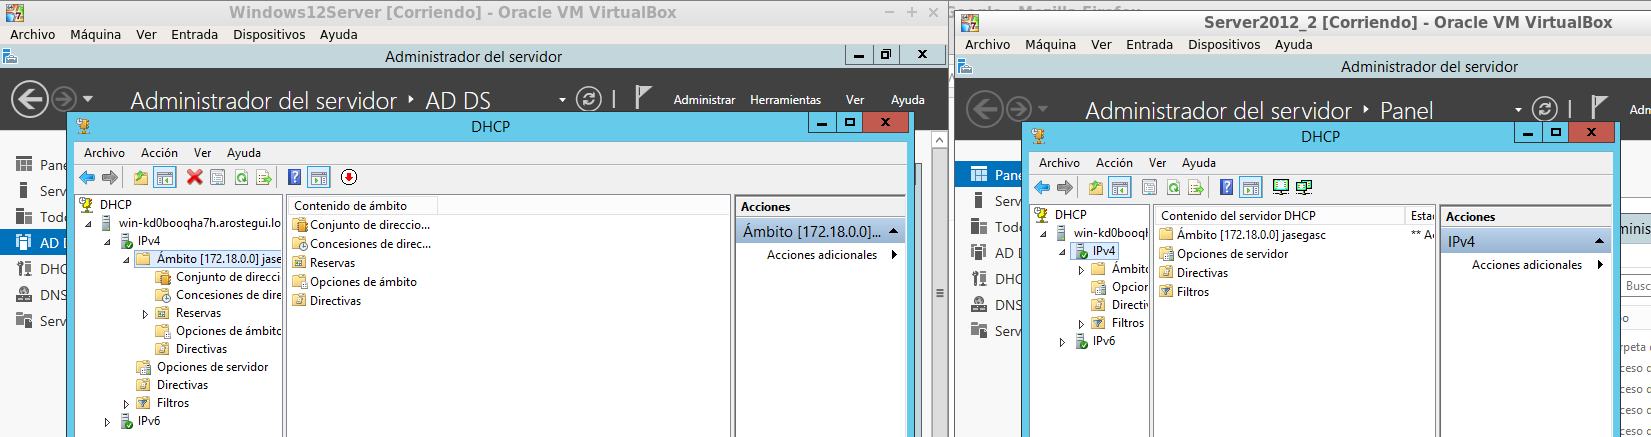 Windows12Server [Corriendo] - Oracle VM VirtualBox
Archivo Máquina Ver Entrada Dispositivos Ayuda
Administrador del servidor
Administrador del servidor AD DS
Administrar Herramientas Ver Ayuda
DHCP
Archivo Acción Ver Ayuda
Pane
Serv
Todo
AD D
DHC
DNS
Serv
DHCP
win-kd0booqha7h.arostegui.lo
IPv4
Ámbito [172.18.0.0] jase
Conjunto de direcci
Concesiones de dire
Reservas
Opciones de ámbito
Directivas
Opciones de servidor
Directivas
Filtros
IPv6
Contenido de ámbito
Conjunto de direccio...
Concesiones de direc...
Reservas
Opciones de ámbito
Directivas
Acciones
Ámbito [172.18.0.0]...
Acciones adicionales
Server2012_2 [Corriendo] - Oracle VM VirtualBox
Archivo Máquina Ver Entrada Dispositivos Ayuda
Administrador del servidor
Administrador del servidor Panel
Adn
DHCP
Archivo Acción Ver Ayuda
Pane
Serv
Todo
AD D
DHC
DNS
Serv
DHCP
win-kd0booqh
IPv4
Ámbito
Opcior
Directiv
Filtros
IPv6
Contenido del servidor DHCP Esta
Ámbito [172.18.0.0] jasegasc ** Ac
Opciones de servidor
Directivas
Filtros
Acciones
IPv4
Acciones adicionales
minis
Busc
po
rpeta
ceso d
ceso d
ceso d
ceso d